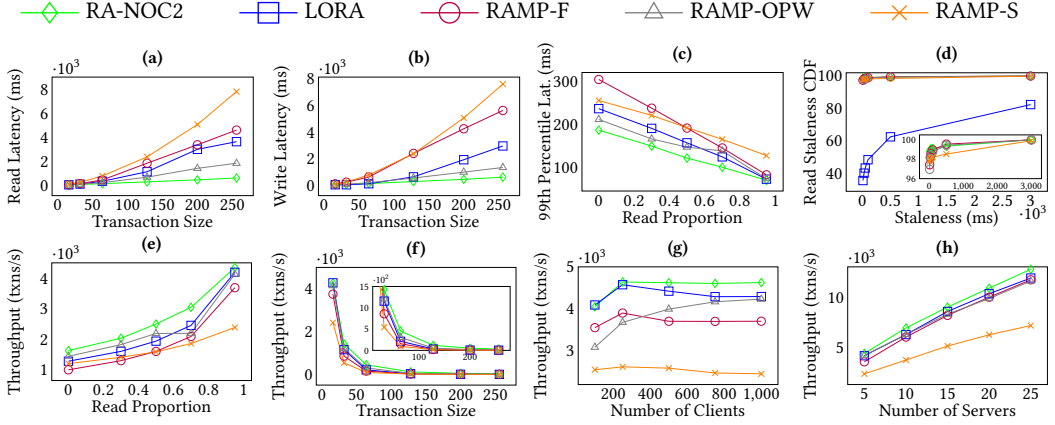 RA-NOC2 LORA RAMP-F RAMP-OPW RAMP-S
(a) (b) (c) (d)
·10³
8
6
4
2
0
Read Latency (ms)
0 50 100 150 200 250
Transaction Size
·10³
8
6
4
2
0
Write Latency (ms)
0 50 100 150 200 250
Transaction Size
300
200
100
99th Percentile Lat. (ms)
0 0.2 0.4 0.6 0.8 1
Read Proportion
100
80
60
40
Read Staleness CDF
0 1 2 3
·10³
Staleness (ms)
100
98
96
0 1,000 2,000 3,000
(e) (f) (g) (h)
·10³
4
3
2
1
Throughput (txns/s)
0 0.2 0.4 0.6 0.8 1
Read Proportion
·10³
4
3
2
1
0
Throughput (txns/s)
0 50 100 150 200 250
Transaction Size
·10²
15
10
5
0
100 200
·10³
5
4
3
Throughput (txns/s)
200 400 600 800 1,000
Number of Clients
·10³
10
5
Throughput (txns/s)
5 10 15 20 25
Number of Servers